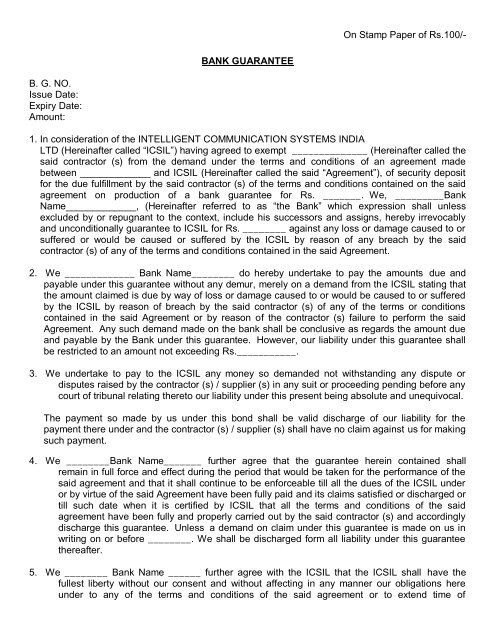 On Stamp Paper of Rs.100/-
BANK GUARANTEE
B. G. NO.
Issue Date:
Expiry Date:
Amount:
1. In consideration of the INTELLIGENT COMMUNICATION SYSTEMS INDIA
LTD (Hereinafter called “ICSIL”) having agreed to exempt ______________ (Hereinafter called the
said contractor (s) from the demand under the terms and conditions of an agreement made
between _____________ and ICSIL (Hereinafter called the said “Agreement”), of security deposit
for the due fulfillment by the said contractor (s) of the terms and conditions contained on the said
agreement on production of a bank guarantee for Rs. _______. We, _________Bank
Name_____________, (Hereinafter referred to as “the Bank” which expression shall unless
excluded by or repugnant to the context, include his successors and assigns, hereby irrevocably
and unconditionally guarantee to ICSIL for Rs. ________ against any loss or damage caused to or
suffered or would be caused or suffered by the ICSIL by reason of any breach by the said
contractor (s) of any of the terms and conditions contained in the said Agreement.
2. We _____________ Bank Name________ do hereby undertake to pay the amounts due and
payable under this guarantee without any demur, merely on a demand from the ICSIL stating that
the amount claimed is due by way of loss or damage caused to or would be caused to or suffered
by the ICSIL by reason of breach by the said contractor (s) of any of the terms or conditions
contained in the said Agreement or by reason of the contractor (s) failure to perform the said
Agreement. Any such demand made on the bank shall be conclusive as regards the amount due
and payable by the Bank under this guarantee. However, our liability under this guarantee shall
be restricted to an amount not exceeding Rs.___________.
3. We undertake to pay to the ICSIL any money so demanded not withstanding any dispute or
disputes raised by the contractor (s) / supplier (s) in any suit or proceeding pending before any
court of tribunal relating thereto our liability under this present being absolute and unequivocal.
The payment so made by us under this bond shall be valid discharge of our liability for the
payment there under and the contractor (s) / supplier (s) shall have no claim against us for making
such payment.
4. We ________Bank Name_______ further agree that the guarantee herein contained shall
remain in full force and effect during the period that would be taken for the performance of the
said agreement and that it shall continue to be enforceable till all the dues of the ICSIL under
or by virtue of the said Agreement have been fully paid and its claims satisfied or discharged or
till such date when it is certified by ICSIL that all the terms and conditions of the said
agreement have been fully and properly carried out by the said contractor (s) and accordingly
discharge this guarantee. Unless a demand on claim under this guarantee is made on us in
writing on or before ________. We shall be discharged form all liability under this guarantee
thereafter.
5. We ________ Bank Name ______ further agree with the ICSIL that the ICSIL shall have the
fullest liberty without our consent and without affecting in any manner our obligations here
under to any of the terms and conditions of the said agreement or to extend time of